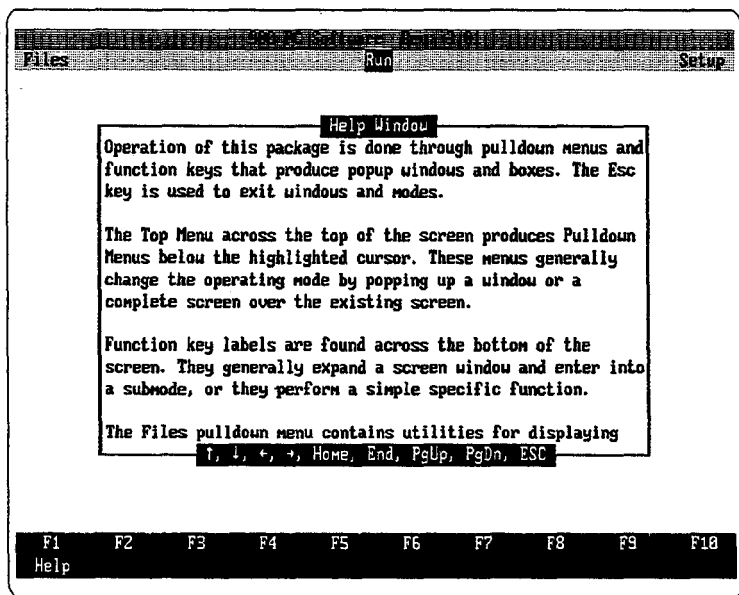 Files Run Setup
Help Window
Operation of this package is done through pulldown menus and
function keys that produce popup windows and boxes. The Esc
key is used to exit windows and modes.
The Top Menu across the top of the screen produces Pulldown
Menus below the highlighted cursor. These menus generally
change the operating mode by popping up a window or a
complete screen over the existing screen.
Function key labels are found across the bottom of the
screen. They generally expand a screen window and enter into
a submode, or they perform a simple specific function.
The Files pulldown menu contains utilities for displaying
↑, ↓, ←, →, Home, End, PgUp, PgDn, ESC
F1 F2 F3 F4 F5 F6 F7 F8 F9 F10
Help